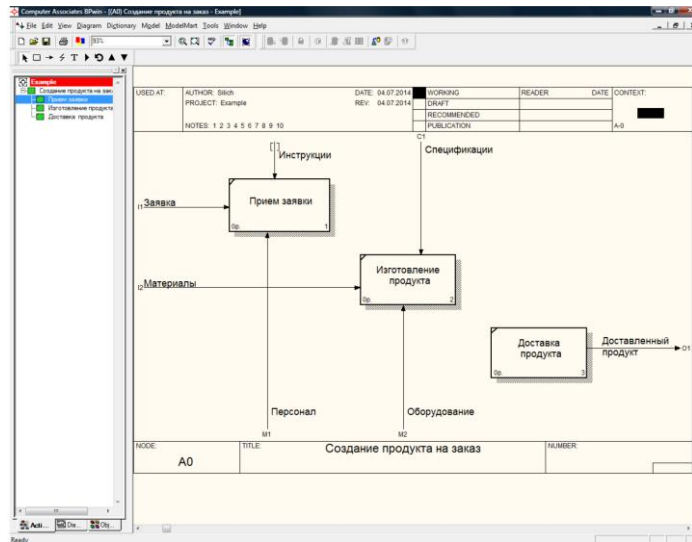 Computer Associates BPwin - [(A0) Создание продукта на заказ - Example]
File Edit View Diagram Dictionary Model ModelMart Tools Window Help
93%
Example
Создание продукта на зак
Прием заявки
Изготовление продукта
Доставка продукта
USED AT: AUTHOR: Silich DATE: 04.07.2014 WORKING READER DATE CONTEXT:
PROJECT: Example REV: 04.07.2014 DRAFT
RECOMMENDED
NOTES: 1 2 3 4 5 6 7 8 9 10 PUBLICATION A-0
C1
Инструкции
Спецификации
I1 Заявка
Прием заявки
0р. 1
I2 Материалы
Изготовление
продукта
0р. 2
Доставка
продукта
0р. 3
Доставленный
продукт
O1
Персонал
Оборудование
M1 M2
NODE: TITLE: NUMBER:
A0 Создание продукта на заказ
Acti... Dia... Obj...
Ready